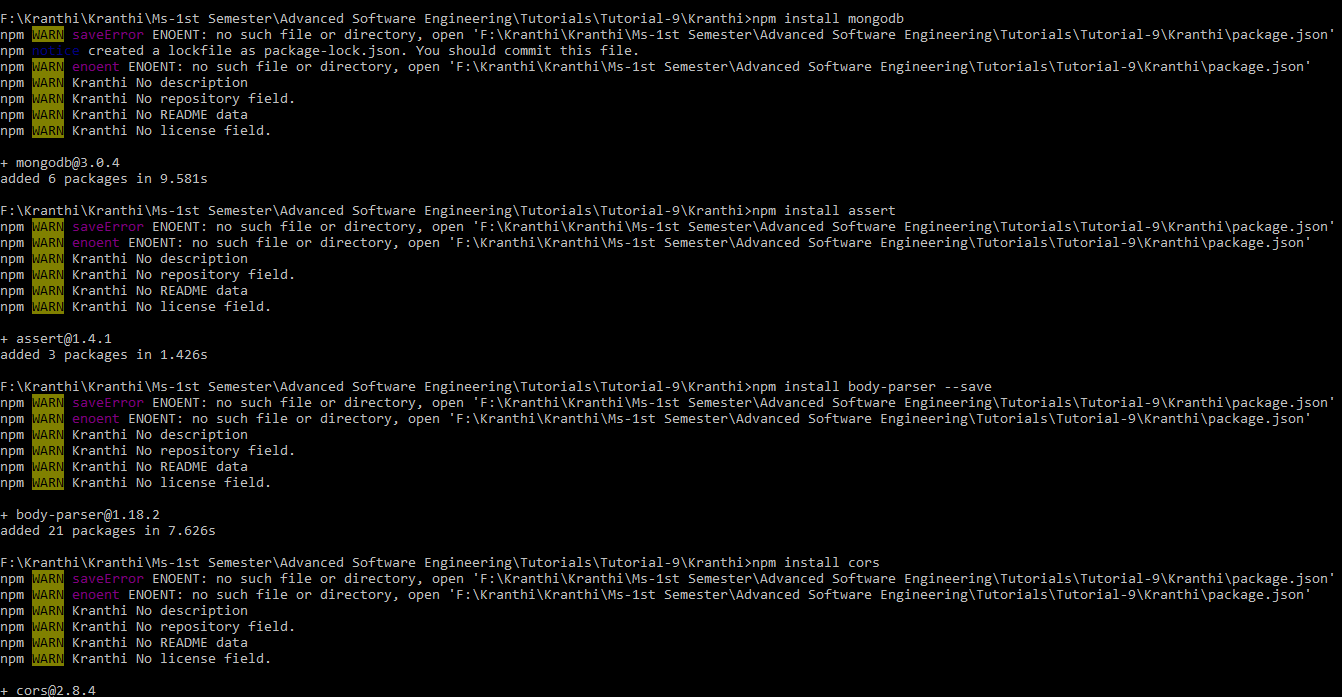 F:\Kranthi\Kranthi\Ms-1st Semester\Advanced Software Engineering\Tutorials\Tutorial-9\Kranthi>npm install mongodb
npm WARN saveError ENOENT: no such file or directory, open 'F:\Kranthi\Kranthi\Ms-1st Semester\Advanced Software Engineering\Tutorials\Tutorial-9\Kranthi\package.json'
npm notice created a lockfile as package-lock.json. You should commit this file.
npm WARN enoent ENOENT: no such file or directory, open 'F:\Kranthi\Kranthi\Ms-1st Semester\Advanced Software Engineering\Tutorials\Tutorial-9\Kranthi\package.json'
npm WARN Kranthi No description
npm WARN Kranthi No repository field.
npm WARN Kranthi No README data
npm WARN Kranthi No license field.
+ mongodb@3.0.4
added 6 packages in 9.581s
F:\Kranthi\Kranthi\Ms-1st Semester\Advanced Software Engineering\Tutorials\Tutorial-9\Kranthi>npm install assert
npm WARN saveError ENOENT: no such file or directory, open 'F:\Kranthi\Kranthi\Ms-1st Semester\Advanced Software Engineering\Tutorials\Tutorial-9\Kranthi\package.json'
npm WARN enoent ENOENT: no such file or directory, open 'F:\Kranthi\Kranthi\Ms-1st Semester\Advanced Software Engineering\Tutorials\Tutorial-9\Kranthi\package.json'
npm WARN Kranthi No description
npm WARN Kranthi No repository field.
npm WARN Kranthi No README data
npm WARN Kranthi No license field.
+ assert@1.4.1
added 3 packages in 1.426s
F:\Kranthi\Kranthi\Ms-1st Semester\Advanced Software Engineering\Tutorials\Tutorial-9\Kranthi>npm install body-parser --save
npm WARN saveError ENOENT: no such file or directory, open 'F:\Kranthi\Kranthi\Ms-1st Semester\Advanced Software Engineering\Tutorials\Tutorial-9\Kranthi\package.json'
npm WARN enoent ENOENT: no such file or directory, open 'F:\Kranthi\Kranthi\Ms-1st Semester\Advanced Software Engineering\Tutorials\Tutorial-9\Kranthi\package.json'
npm WARN Kranthi No description
npm WARN Kranthi No repository field.
npm WARN Kranthi No README data
npm WARN Kranthi No license field.
+ body-parser@1.18.2
added 21 packages in 7.626s
F:\Kranthi\Kranthi\Ms-1st Semester\Advanced Software Engineering\Tutorials\Tutorial-9\Kranthi>npm install cors
npm WARN saveError ENOENT: no such file or directory, open 'F:\Kranthi\Kranthi\Ms-1st Semester\Advanced Software Engineering\Tutorials\Tutorial-9\Kranthi\package.json'
npm WARN enoent ENOENT: no such file or directory, open 'F:\Kranthi\Kranthi\Ms-1st Semester\Advanced Software Engineering\Tutorials\Tutorial-9\Kranthi\package.json'
npm WARN Kranthi No description
npm WARN Kranthi No repository field.
npm WARN Kranthi No README data
npm WARN Kranthi No license field.
+ cors@2.8.4